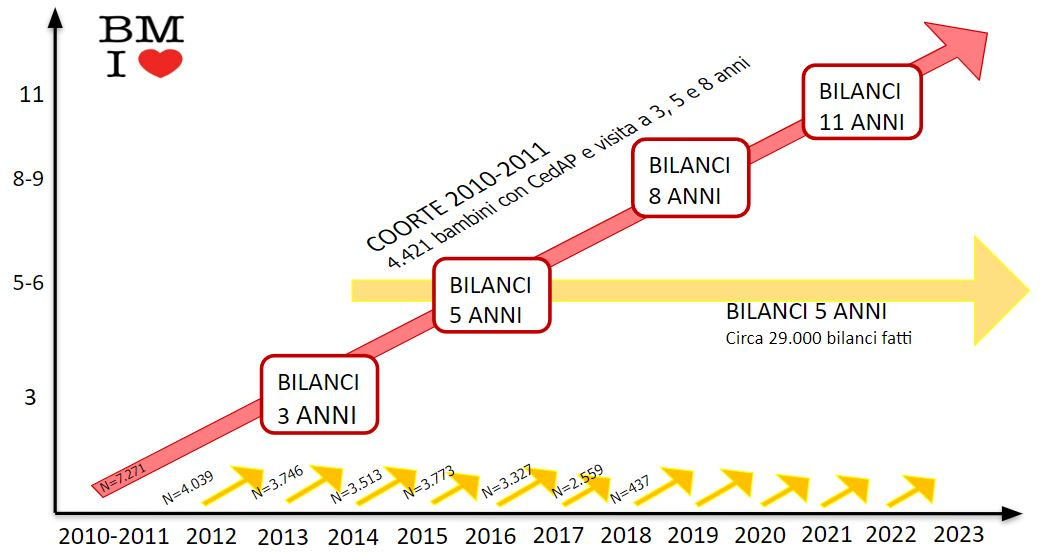 BM
I
11
8-9
5-6
3
COORTE 2010-2011
4.421 bambini con CedAP e visita a 3, 5 e 8 anni
BILANCI
11 ANNI
BILANCI
8 ANNI
BILANCI
5 ANNI
BILANCI 5 ANNI
Circa 29.000 bilanci fatti
BILANCI
3 ANNI
N=7.271
N=4.039
N=3.746
N=3.513
N=3.773
N=3.327
N=2.559
N=437
2010-2011 2012 2013 2014 2015 2016 2017 2018 2019 2020 2021 2022 2023